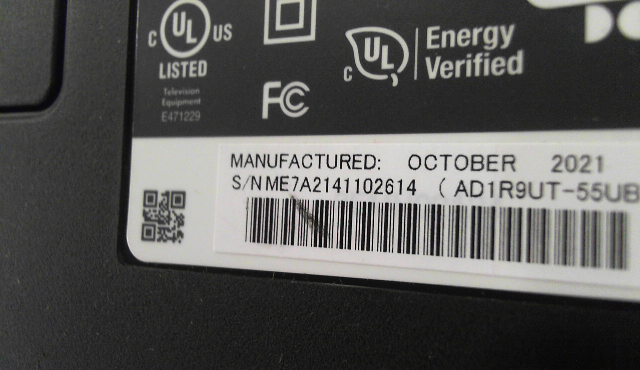 c UL US
LISTED
Television
Equipment
E471229
FC
c UL Energy
Verified
MANUFACTURED: OCTOBER 2021
S/N ME7A2141102614 ( AD1R9UT-55UB